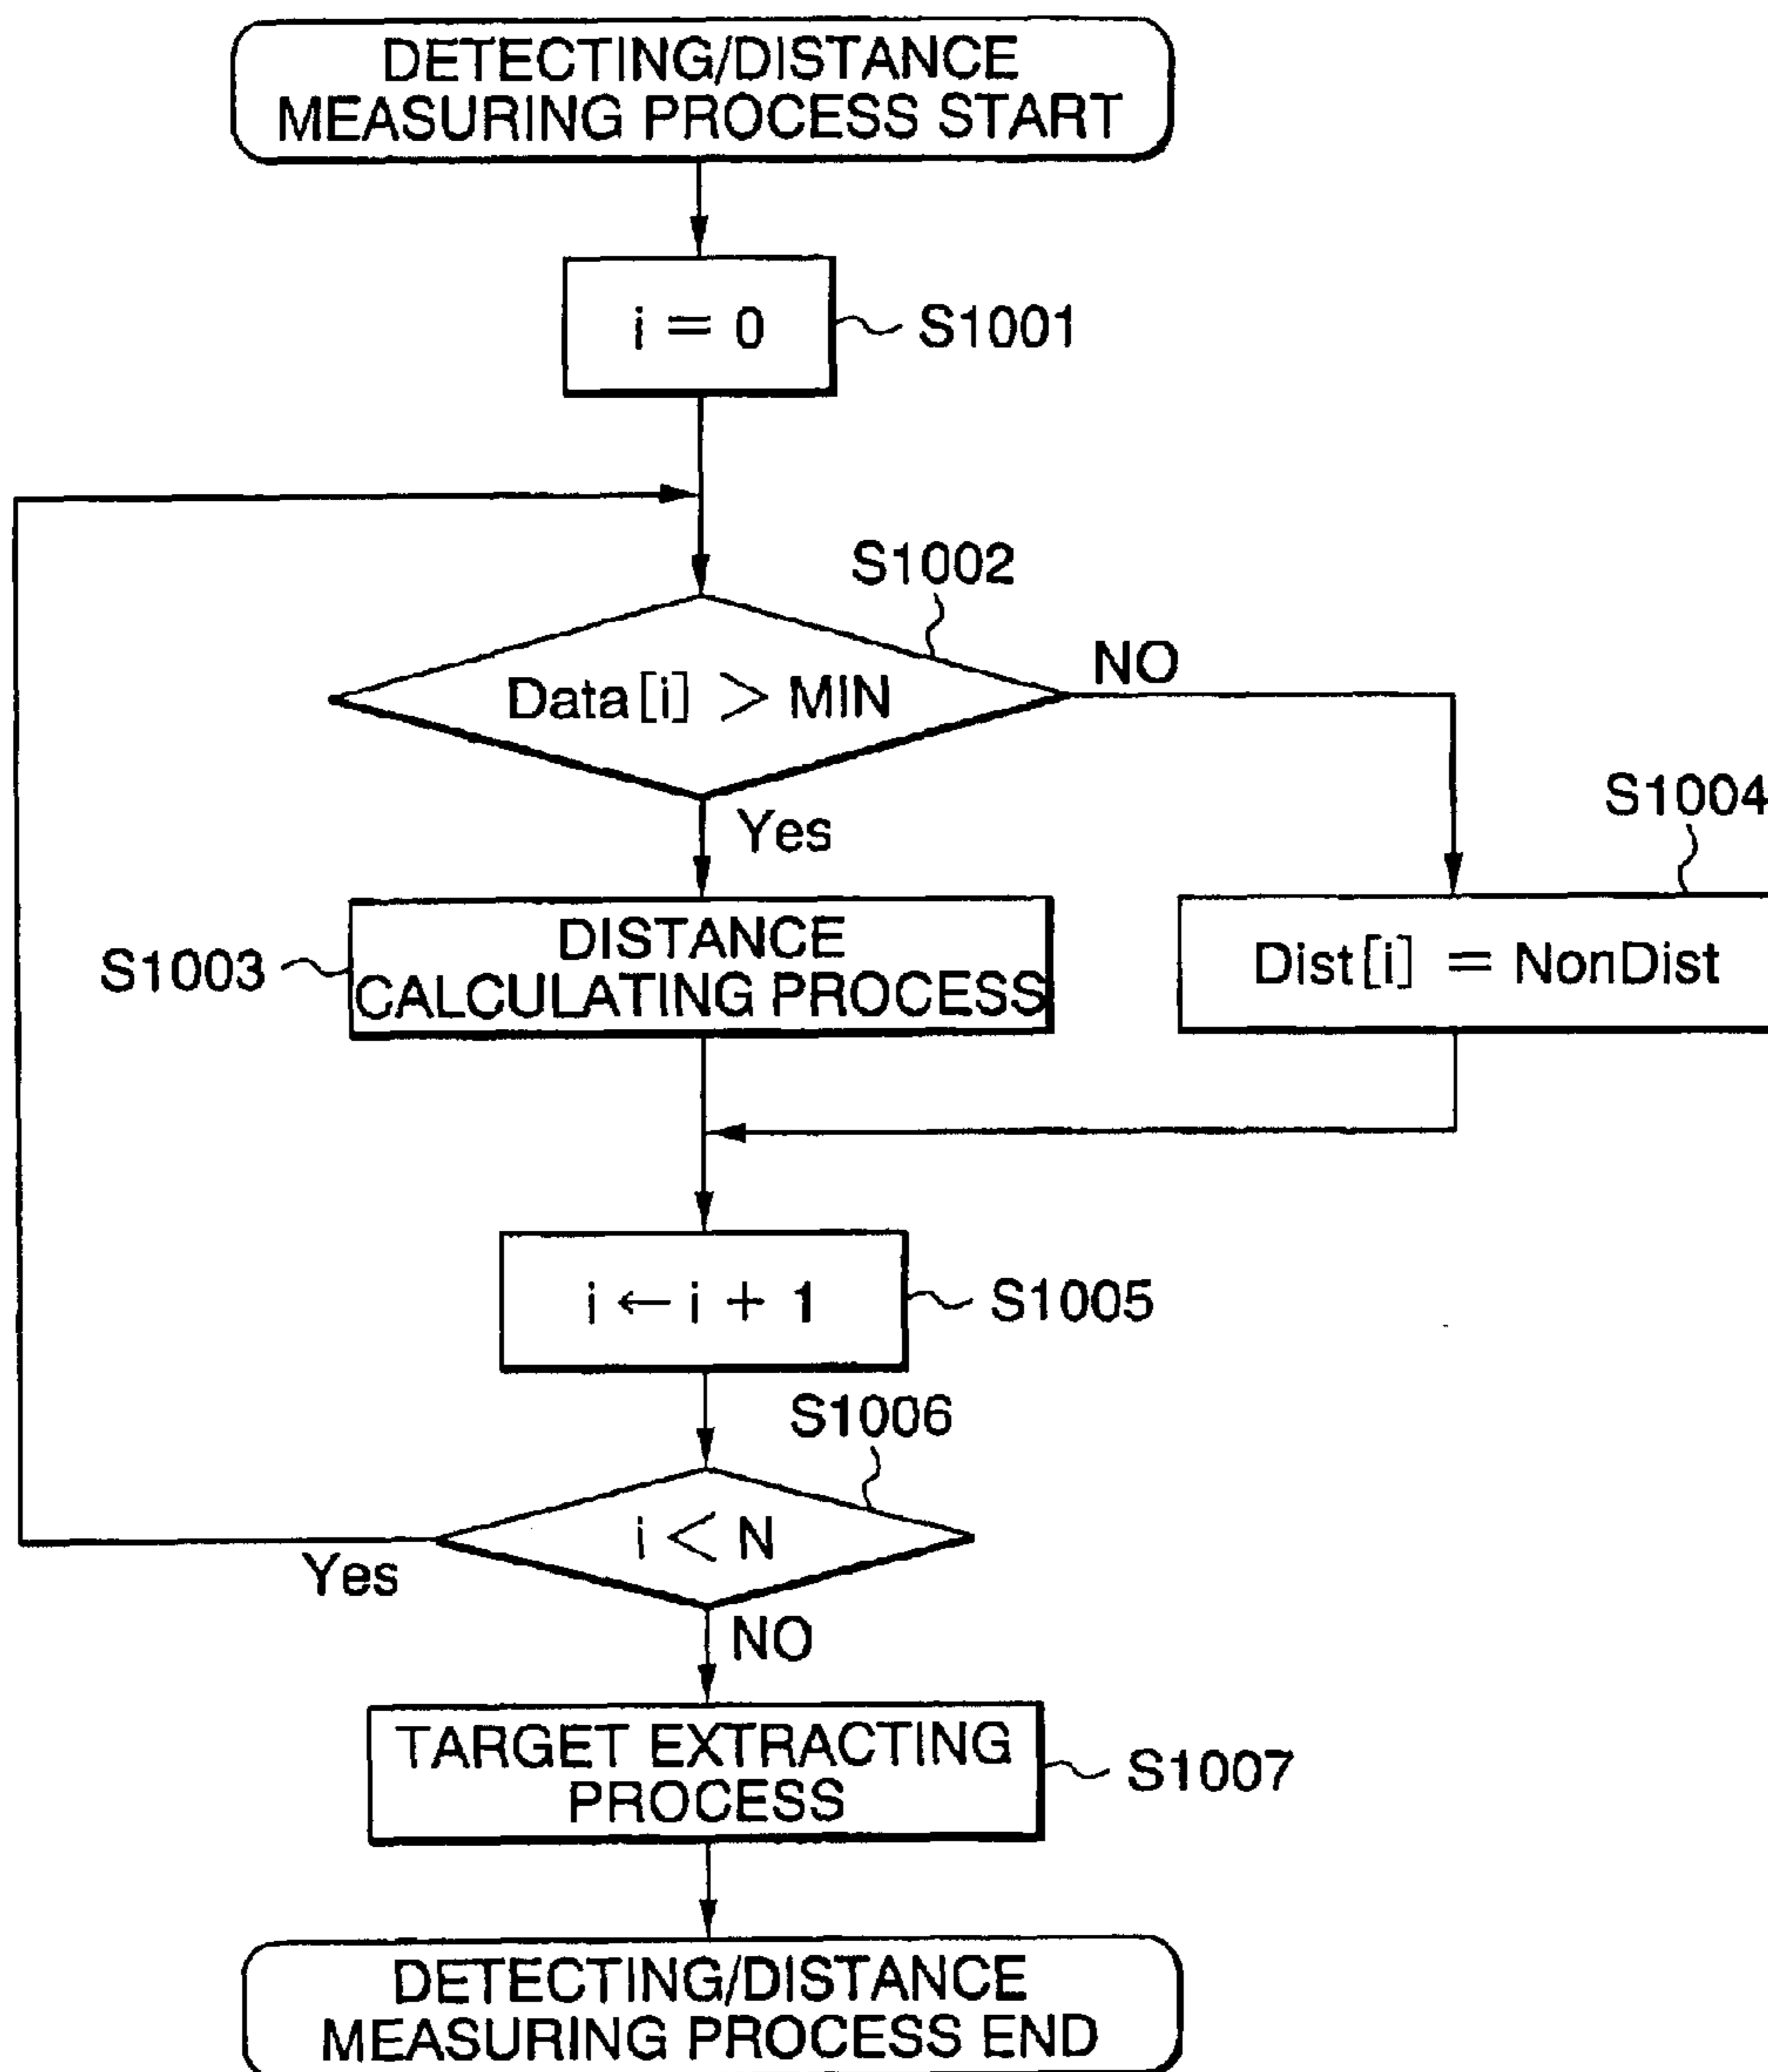 DETECTING/DISTANCE
MEASURING PROCESS START
i = 0
S1001
S1002
Data[i] > MIN
NO
Yes
S1004
S1003
DISTANCE
CALCULATING PROCESS
Dist[i] = NonDist
i ← i + 1
S1005
S1006
i < N
Yes
NO
TARGET EXTRACTING
PROCESS
S1007
DETECTING/DISTANCE
MEASURING PROCESS END